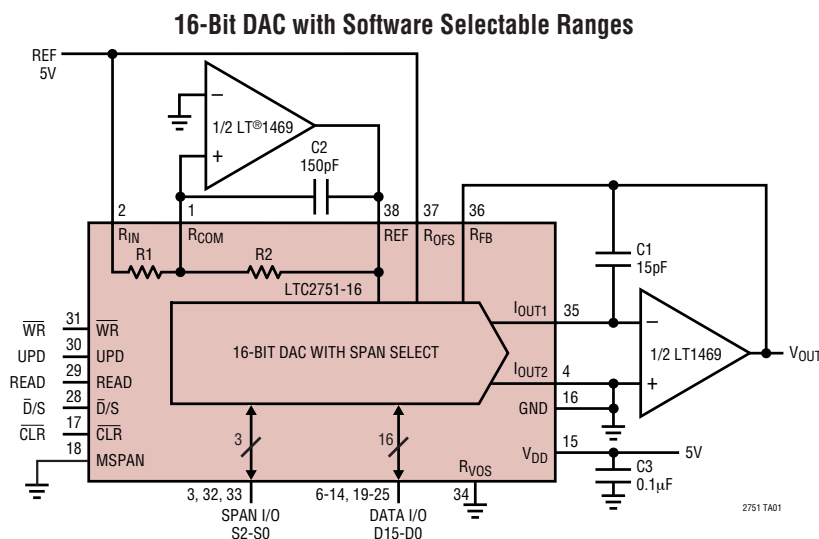 16-Bit DAC with Software Selectable Ranges
REF
5V
–
1/2 LT®1469
+
C2
150pF
2
1
38
37
36
RIN
RCOM
REF
ROFS
RFB
R1
R2
LTC2751-16
C1
15pF
16-BIT DAC WITH SPAN SELECT
IOUT1
35
–
1/2 LT1469
+
VOUT
IOUT2
4
GND
16
VDD
15
5V
C3
0.1µF
W̅R̅ 31 W̅R̅
UPD 30 UPD
READ 29 READ
D̅/S 28 D̅/S
C̅L̅R̅ 17 C̅L̅R̅
18 MSPAN
3
16
RVOS
3, 32, 33
6-14, 19-25
34
SPAN I/O
S2-S0
DATA I/O
D15-D0
2751 TA01